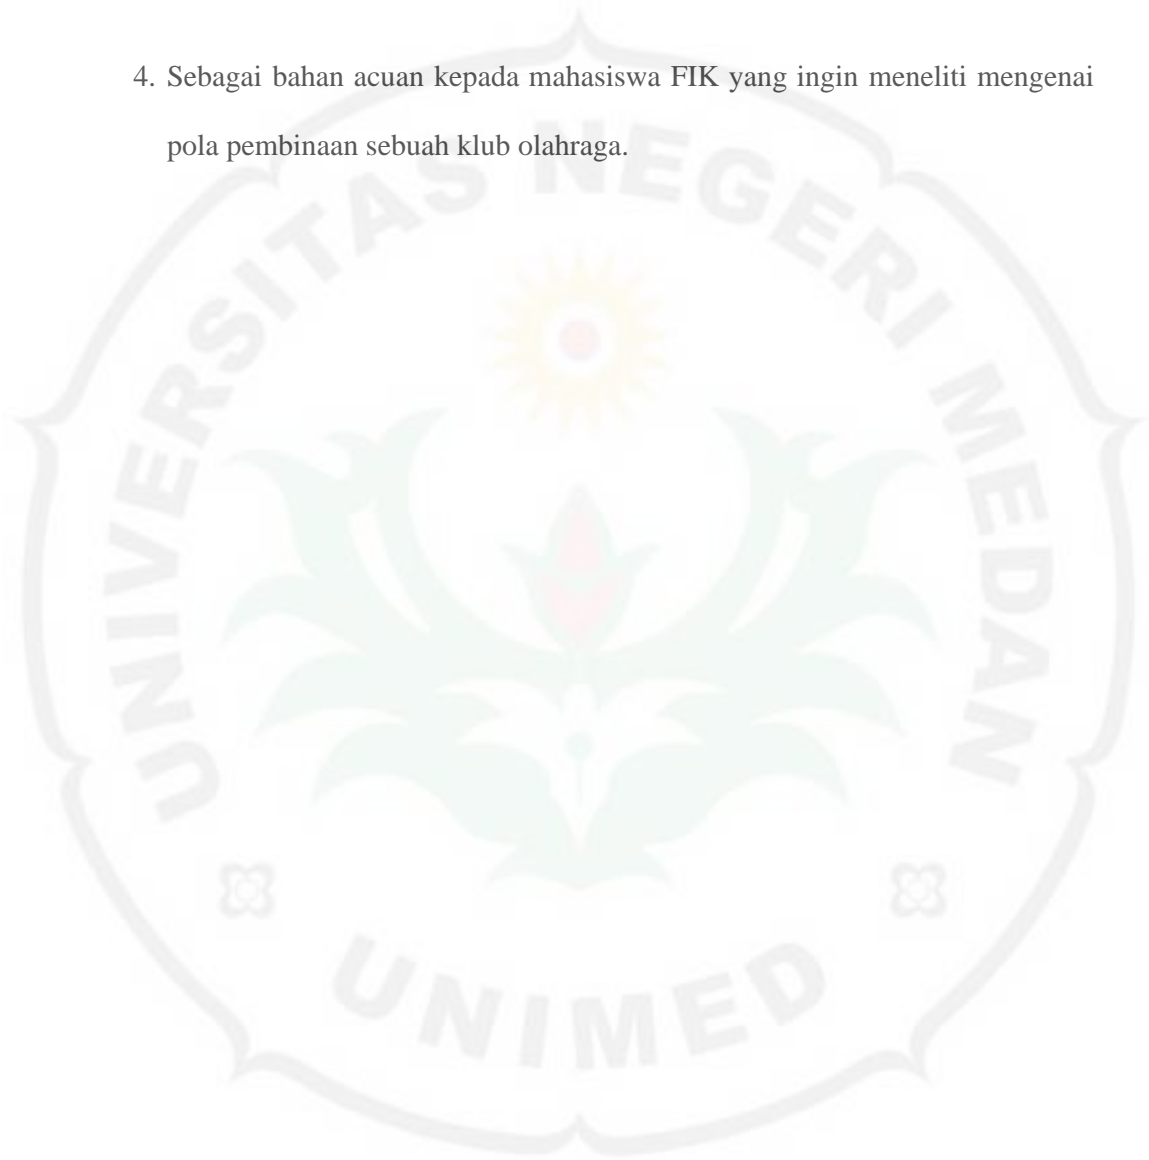 4. Sebagai bahan acuan kepada mahasiswa FIK yang ingin meneliti mengenai
pola pembinaan sebuah klub olahraga.
UNIVERSITAS NEGERI MEDAN
UNIMED